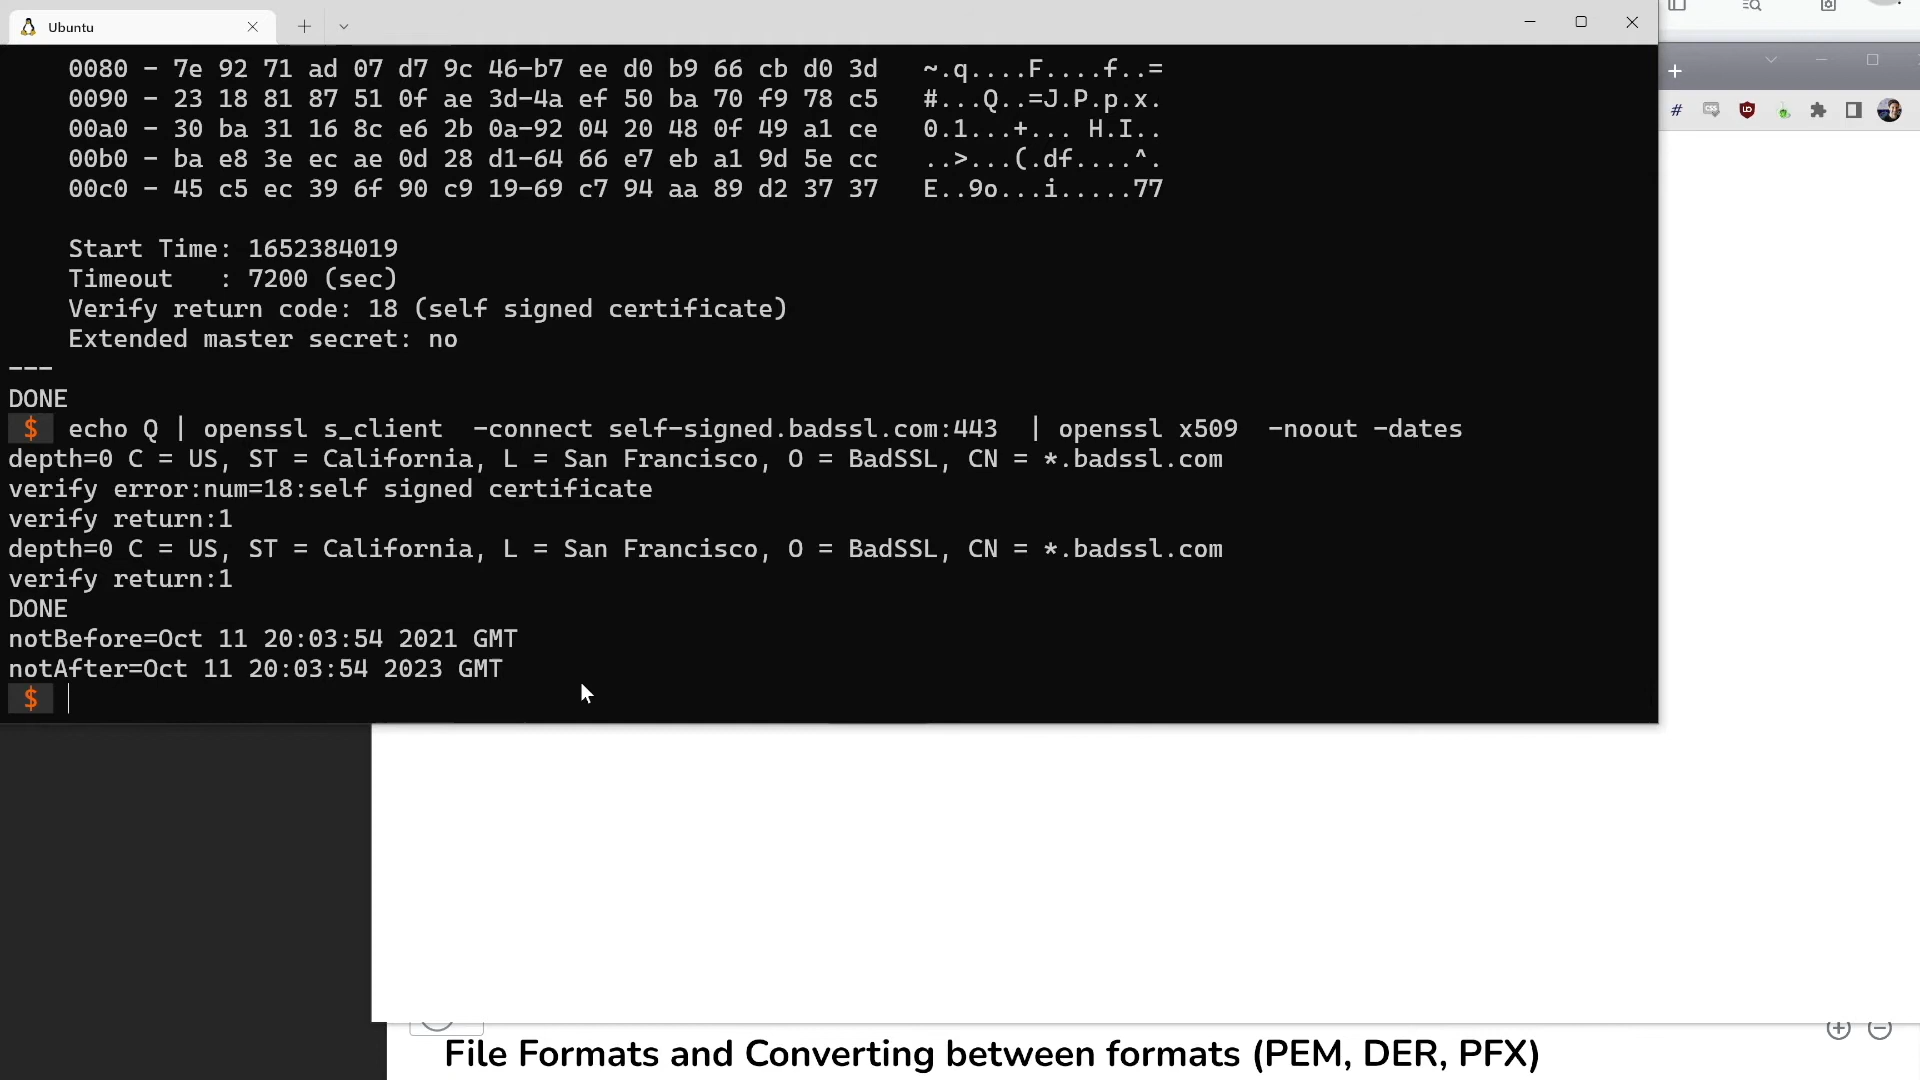 Ubuntu
0080 - 7e 92 71 ad 07 d7 9c 46-b7 ee d0 b9 66 cb d0 3d   ~.q....F....f..=
0090 - 23 18 81 87 51 0f ae 3d-4a ef 50 ba 70 f9 78 c5   #...Q..=J.P.p.x.
00a0 - 30 ba 31 16 8c e6 2b 0a-92 04 20 48 0f 49 a1 ce   0.1...+... H.I..
00b0 - ba e8 3e ec ae 0d 28 d1-64 66 e7 eb a1 9d 5e cc   ..>...(.df....^.
00c0 - 45 c5 ec 39 6f 90 c9 19-69 c7 94 aa 89 d2 37 37   E..9o...i.....77
Start Time: 1652384019
Timeout   : 7200 (sec)
Verify return code: 18 (self signed certificate)
Extended master secret: no
---
DONE
$ echo Q | openssl s_client  -connect self-signed.badssl.com:443  | openssl x509  -noout -dates
depth=0 C = US, ST = California, L = San Francisco, O = BadSSL, CN = *.badssl.com
verify error:num=18:self signed certificate
verify return:1
depth=0 C = US, ST = California, L = San Francisco, O = BadSSL, CN = *.badssl.com
verify return:1
DONE
notBefore=Oct 11 20:03:54 2021 GMT
notAfter=Oct 11 20:03:54 2023 GMT
$
File Formats and Converting between formats (PEM, DER, PFX)